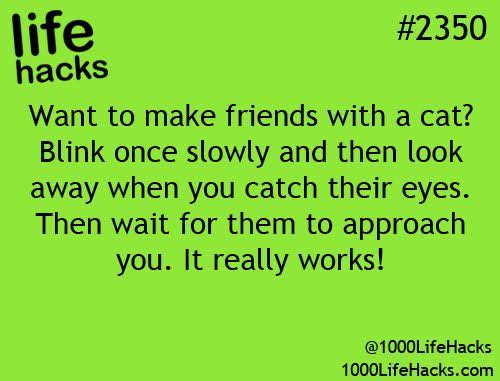 life
hacks
#2350
Want to make friends with a cat?
Blink once slowly and then look
away when you catch their eyes.
Then wait for them to approach
you. It really works!
@1000LifeHacks
1000LifeHacks.com